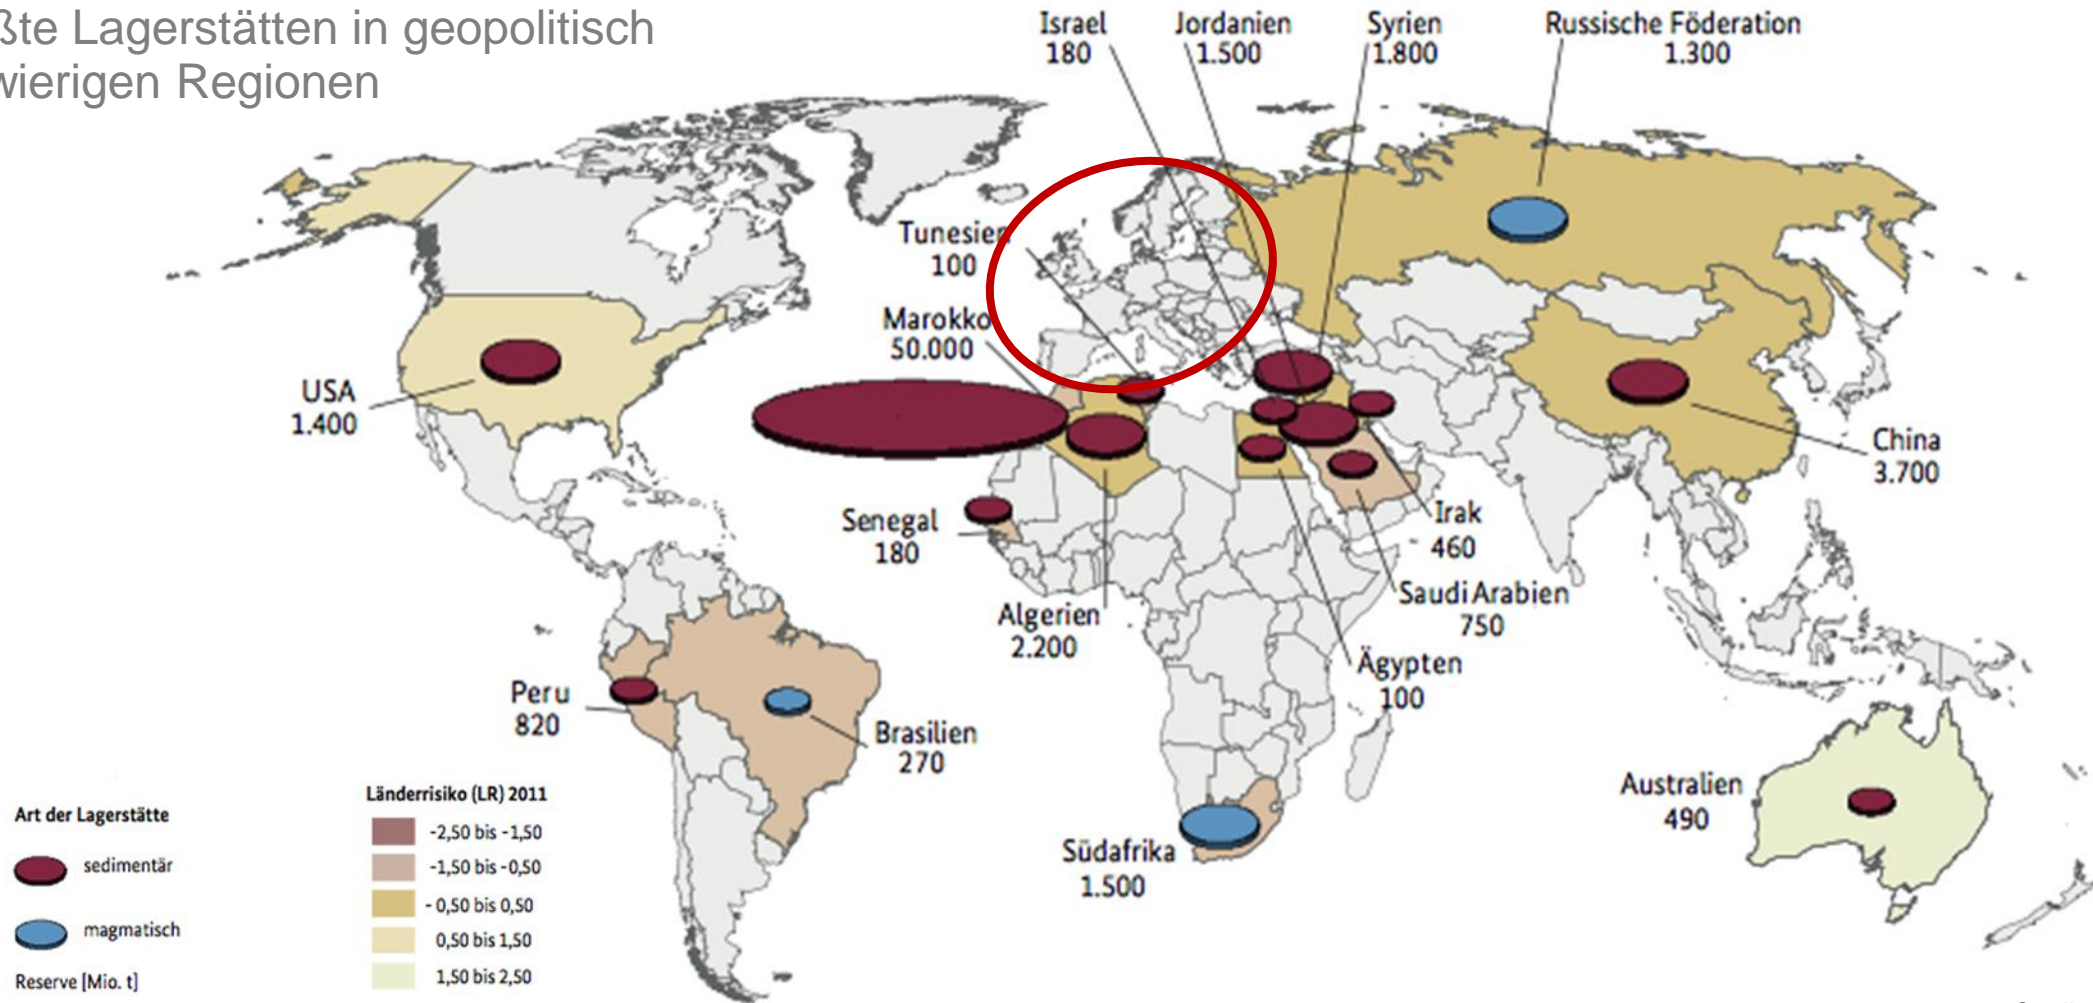 ßte Lagerstätten in geopolitisch
wierigen Regionen
Israel
180
Jordanien
1.500
Syrien
1.800
Russische Föderation
1.300
Tunesien
100
Marokko
50.000
USA
1.400
China
3.700
Senegal
180
Irak
460
Algerien
2.200
Saudi Arabien
750
Ägypten
100
Peru
820
Brasilien
270
Australien
490
Südafrika
1.500
Art der Lagerstätte
sedimentär
magmatisch
Reserve [Mio. t]
Länderrisiko (LR) 2011
-2,50 bis -1,50
-1,50 bis -0,50
- 0,50 bis 0,50
0,50 bis 1,50
1,50 bis 2,50